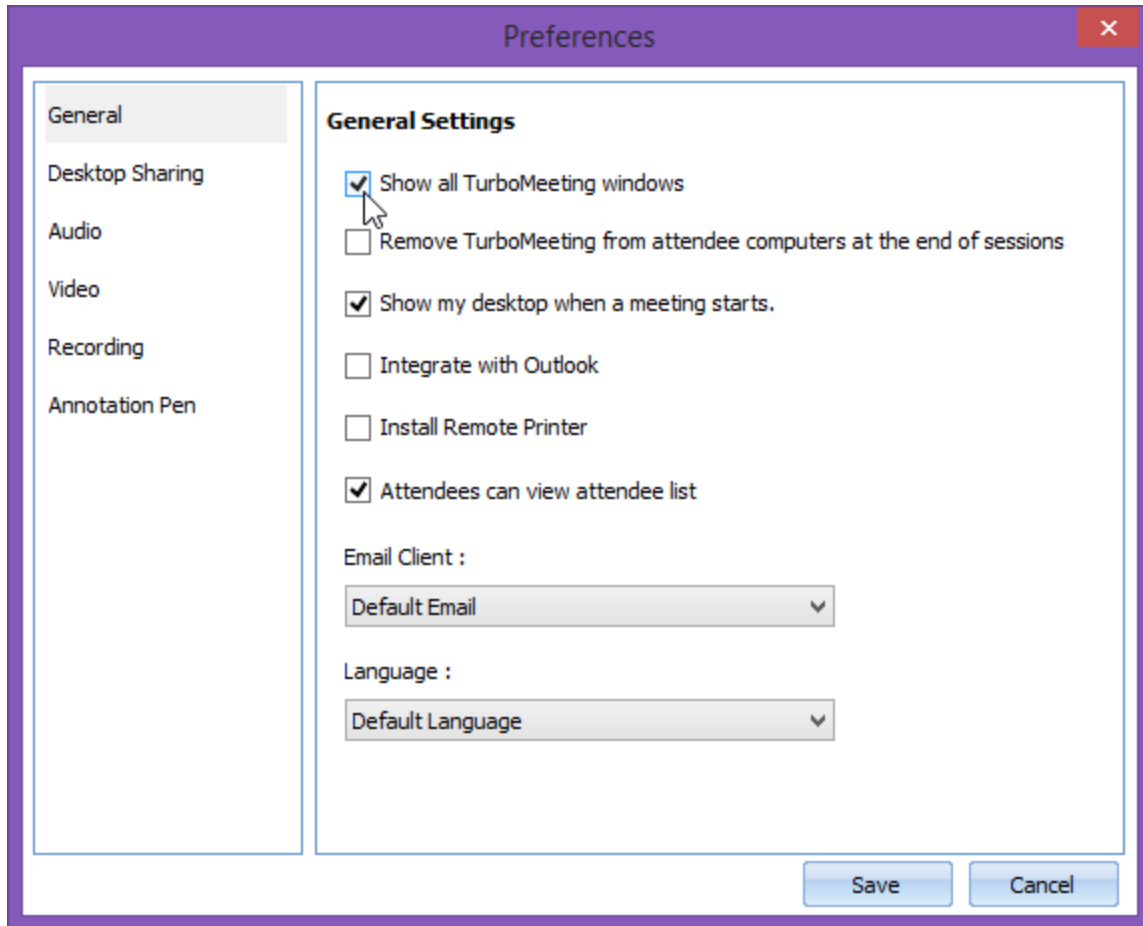 Preferences
General
Desktop Sharing
Audio
Video
Recording
Annotation Pen
General Settings
Show all TurboMeeting windows
Remove TurboMeeting from attendee computers at the end of sessions
Show my desktop when a meeting starts.
Integrate with Outlook
Install Remote Printer
Attendees can view attendee list
Email Client :
Default Email
Language :
Default Language
Save
Cancel